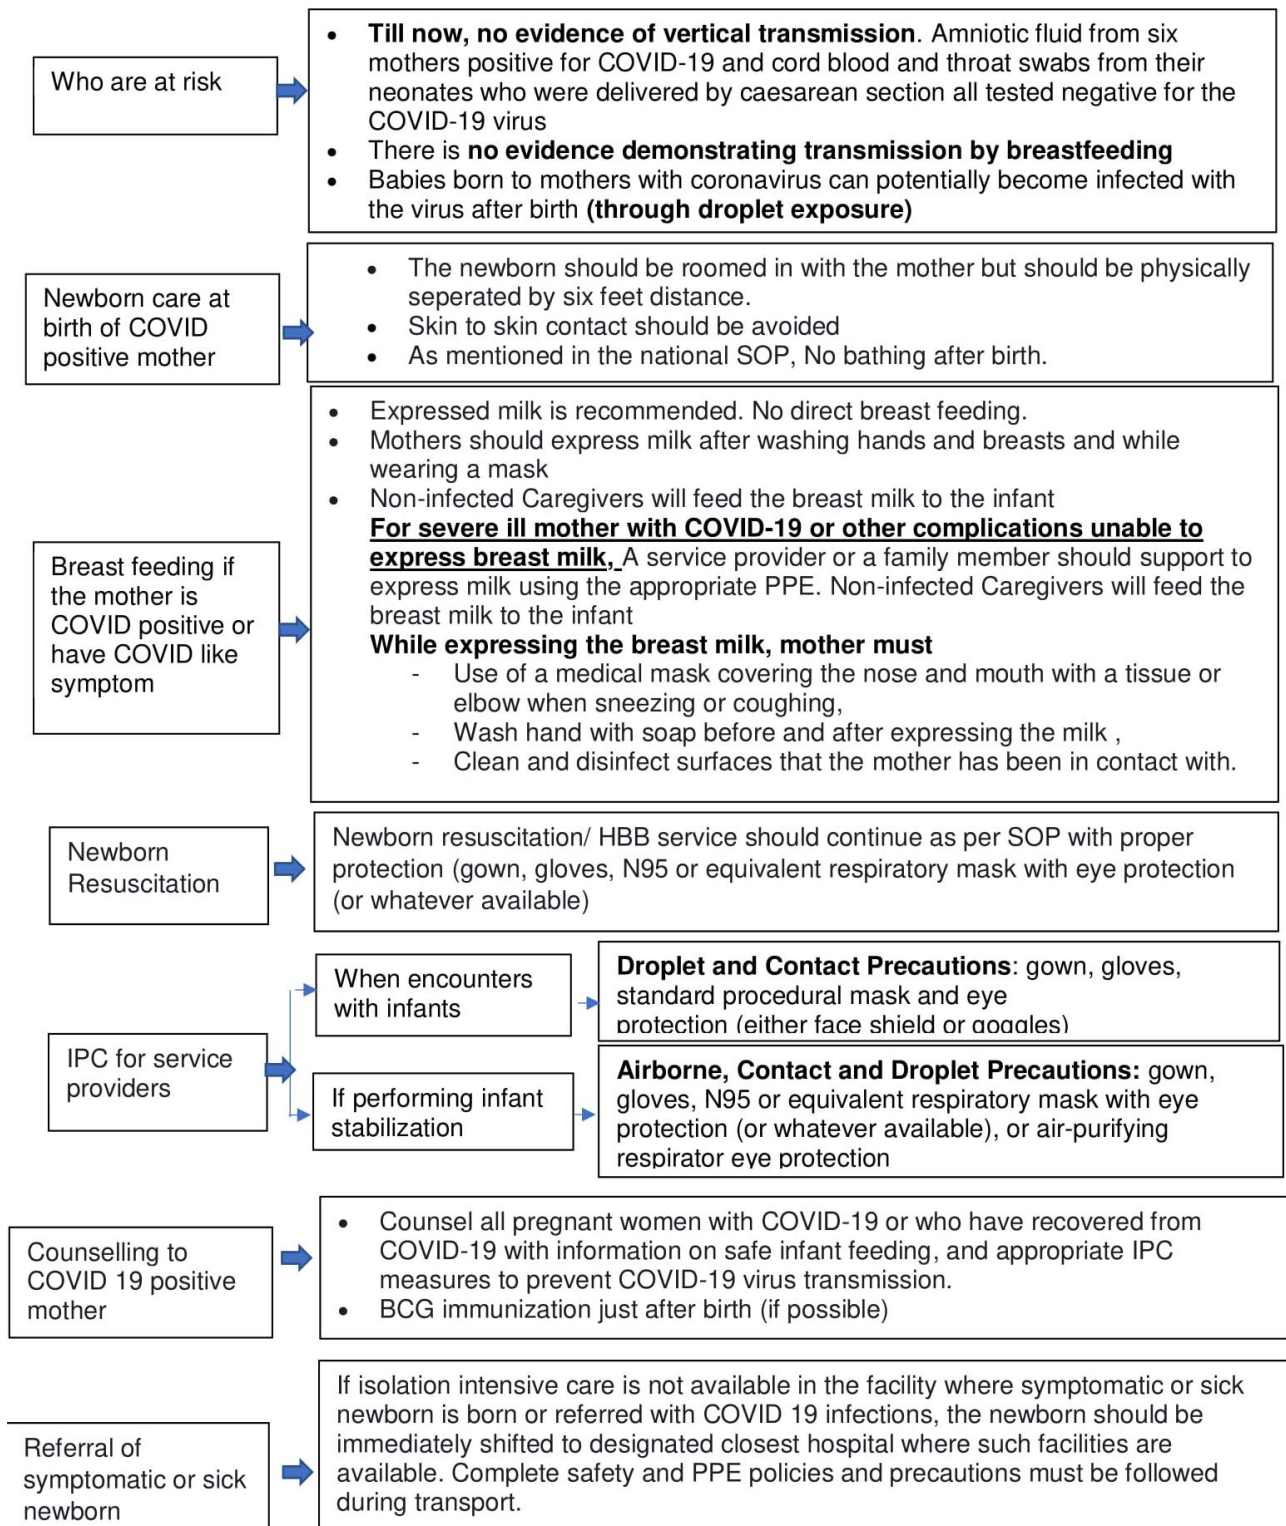 Who are at risk
• Till now, no evidence of vertical transmission. Amniotic fluid from six
mothers positive for COVID-19 and cord blood and throat swabs from their
neonates who were delivered by caesarean section all tested negative for the
COVID-19 virus
• There is no evidence demonstrating transmission by breastfeeding
• Babies born to mothers with coronavirus can potentially become infected with
the virus after birth (through droplet exposure)
Newborn care at
birth of COVID
positive mother
• The newborn should be roomed in with the mother but should be physically
seperated by six feet distance.
• Skin to skin contact should be avoided
• As mentioned in the national SOP, No bathing after birth.
Breast feeding if
the mother is
COVID positive or
have COVID like
symptom
• Expressed milk is recommended. No direct breast feeding.
• Mothers should express milk after washing hands and breasts and while
wearing a mask
• Non-infected Caregivers will feed the breast milk to the infant
For severe ill mother with COVID-19 or other complications unable to
express breast milk, A service provider or a family member should support to
express milk using the appropriate PPE. Non-infected Caregivers will feed the
breast milk to the infant
While expressing the breast milk, mother must
- Use of a medical mask covering the nose and mouth with a tissue or
elbow when sneezing or coughing,
- Wash hand with soap before and after expressing the milk ,
- Clean and disinfect surfaces that the mother has been in contact with.
Newborn
Resuscitation
Newborn resuscitation/ HBB service should continue as per SOP with proper
protection (gown, gloves, N95 or equivalent respiratory mask with eye protection
(or whatever available)
IPC for service
providers
When encounters
with infants
Droplet and Contact Precautions: gown, gloves,
standard procedural mask and eye
protection (either face shield or goggles)
If performing infant
stabilization
Airborne, Contact and Droplet Precautions: gown,
gloves, N95 or equivalent respiratory mask with eye
protection (or whatever available), or air-purifying
respirator eye protection
Counselling to
COVID 19 positive
mother
• Counsel all pregnant women with COVID-19 or who have recovered from
COVID-19 with information on safe infant feeding, and appropriate IPC
measures to prevent COVID-19 virus transmission.
• BCG immunization just after birth (if possible)
Referral of
symptomatic or sick
newborn
If isolation intensive care is not available in the facility where symptomatic or sick
newborn is born or referred with COVID 19 infections, the newborn should be
immediately shifted to designated closest hospital where such facilities are
available. Complete safety and PPE policies and precautions must be followed
during transport.